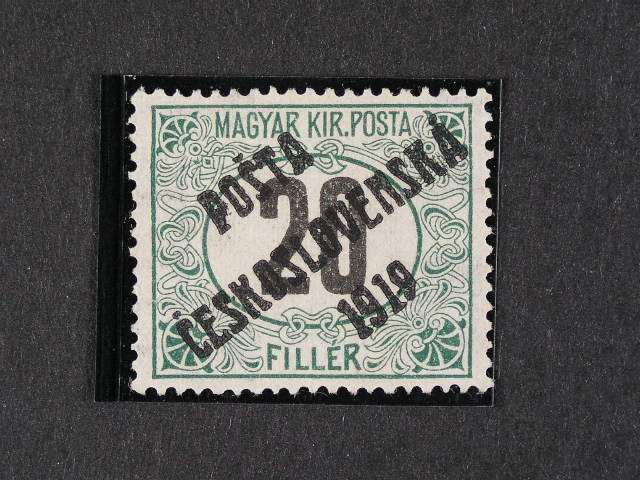 MAGYAR KIR. POSTA
20
FILLER
POŠTA
ČESKOSLOVENSKÁ
1919